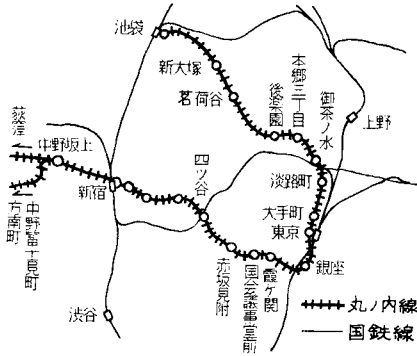 池袋
新大塚
茗荷谷
後楽園
本郷三丁目
御茶ノ水
上野
淡路町
大手町
東京
銀座
霞ケ関
国会議事堂前
赤坂見附
四ツ谷
新宿
中野坂上
荻窪
中野富士見町
方南町
渋谷
丸ノ内線
国鉄線